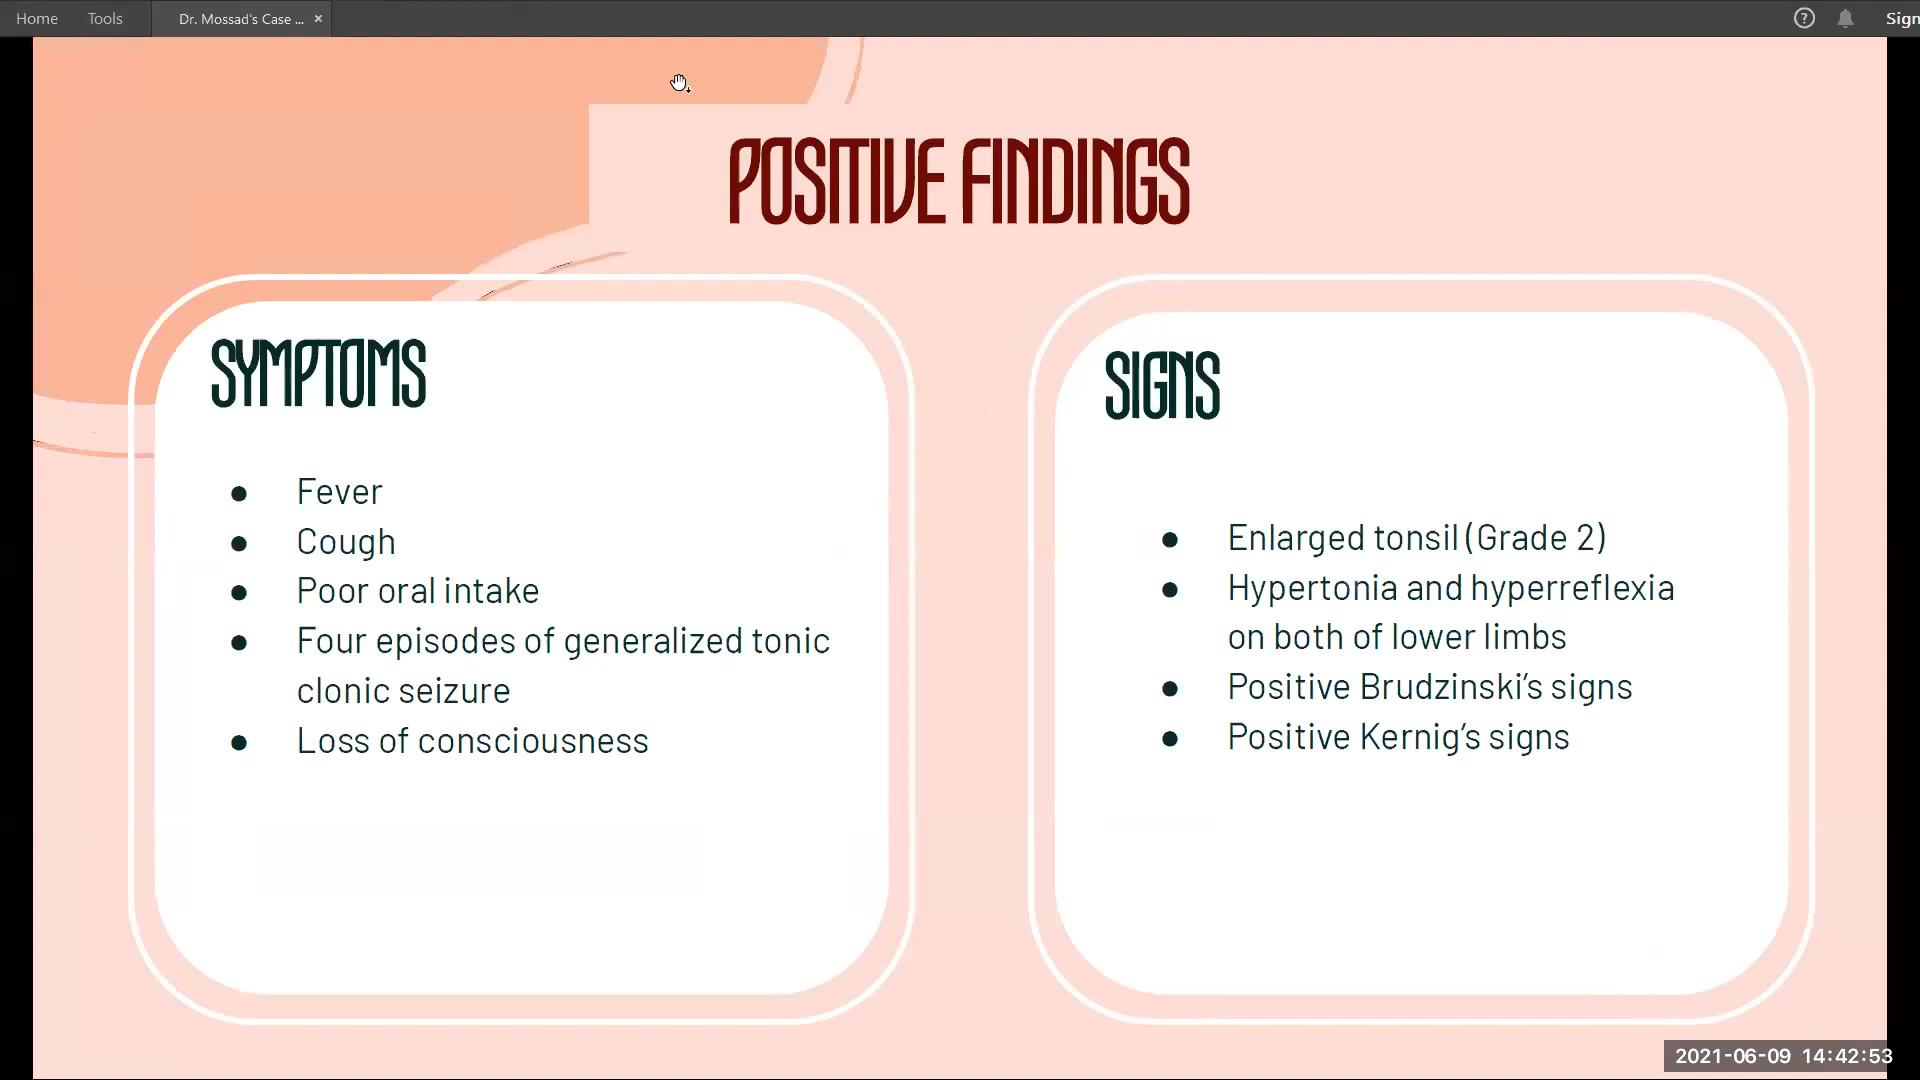 Home Tools Dr. Mossad's Case ... × ? Sign
POSITIVE FINDINGS
SYMPTOMS
● Fever
● Cough
● Poor oral intake
● Four episodes of generalized tonic
clonic seizure
● Loss of consciousness
SIGNS
● Enlarged tonsil (Grade 2)
● Hypertonia and hyperreflexia
on both of lower limbs
● Positive Brudzinski's signs
● Positive Kernig's signs
2021-06-09 14:42:53